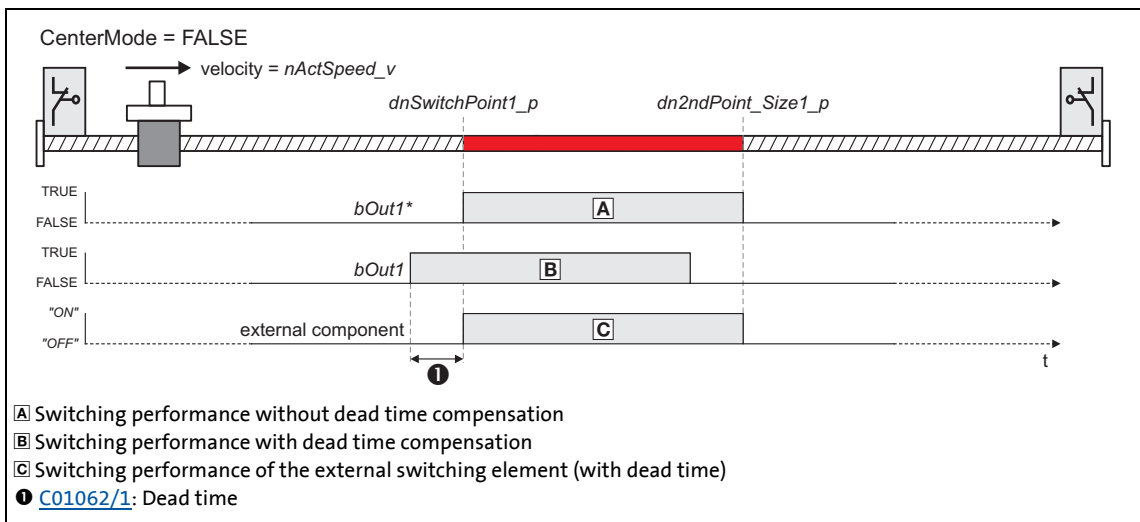 CenterMode = FALSE
velocity = nActSpeed_v
dnSwitchPoint1_p
dn2ndPoint_Size1_p
TRUE
bOut1*
A
FALSE
TRUE
bOut1
B
FALSE
"ON"
external component
C
"OFF"
t
❶
A Switching performance without dead time compensation
B Switching performance with dead time compensation
C Switching performance of the external switching element (with dead time)
❶ C01062/1: Dead time